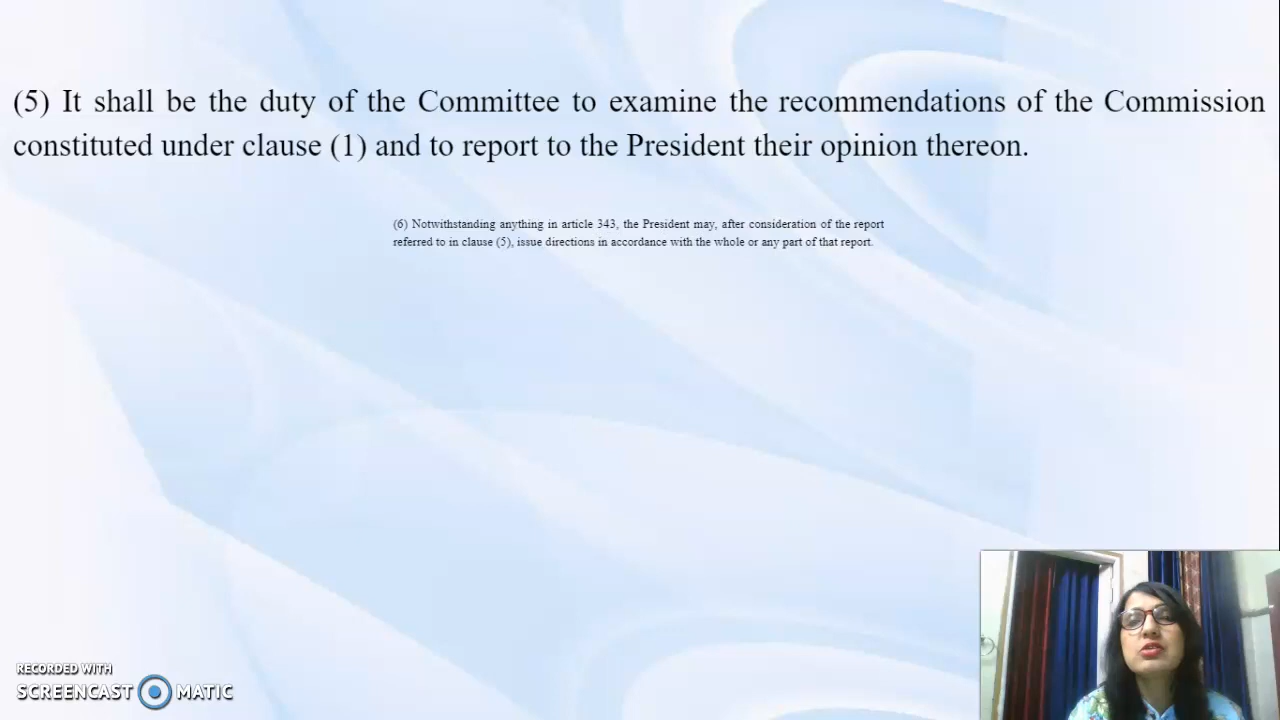 (5) It shall be the duty of the Committee to examine the recommendations of the Commission
constituted under clause (1) and to report to the President their opinion thereon.
(6) Notwithstanding anything in article 343, the President may, after consideration of the report
referred to in clause (5), issue directions in accordance with the whole or any part of that report.
RECORDED WITH
SCREENCAST MATIC